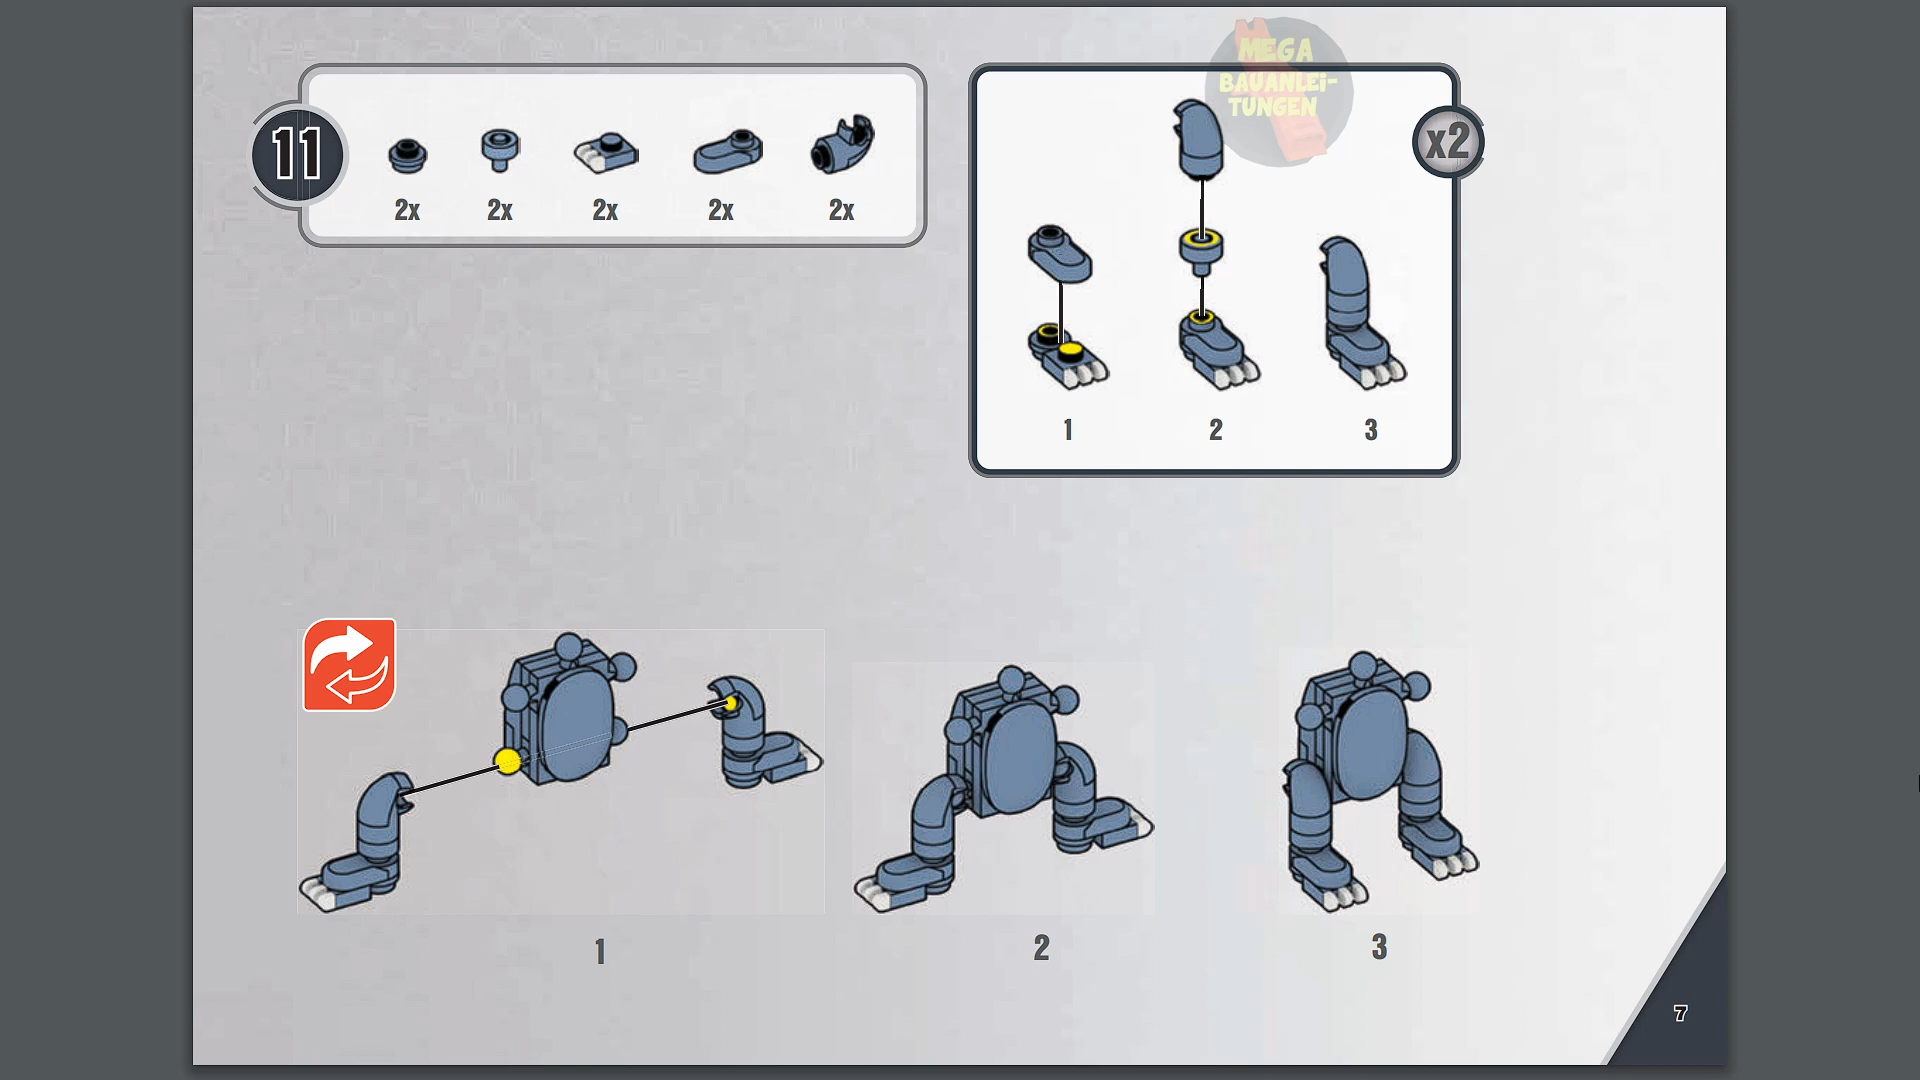 MEGA
BAUANLEi-
TUNGEN
11
x2
2x 2x 2x 2x 2x
1 2 3
1 2 3
7